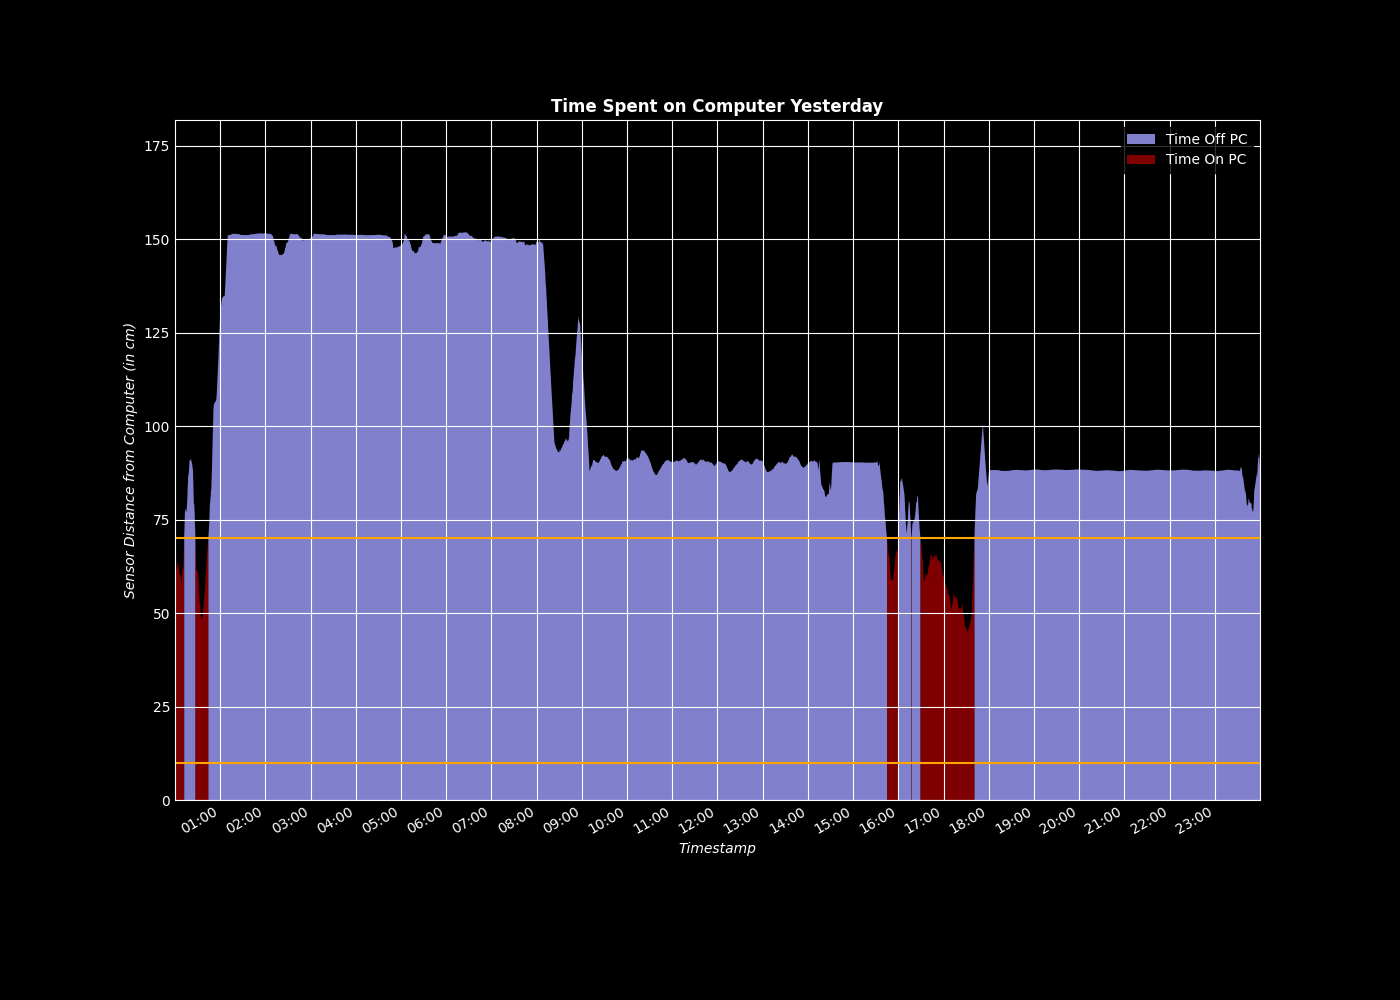 Time Spent on Computer Yesterday
Time Off PC
Time On PC
Sensor Distance from Computer (in cm)
175
150
125
100
75
50
25
0
01:00 02:00 03:00 04:00 05:00 06:00 07:00 08:00 09:00 10:00 11:00 12:00 13:00 14:00 15:00 16:00 17:00 18:00 19:00 20:00 21:00 22:00 23:00
Timestamp